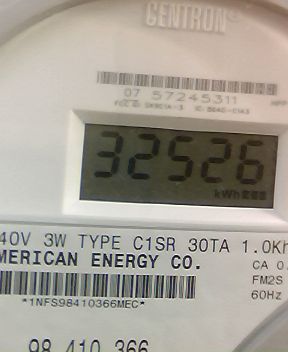 CENTRON®
07 57245311
32526
kWh
40V 3W TYPE C1SR 30TA 1.0Kh
MERICAN ENERGY CO.
CA 0.
FM2S
60Hz
*1NFS98410366MEC*
98 410 366